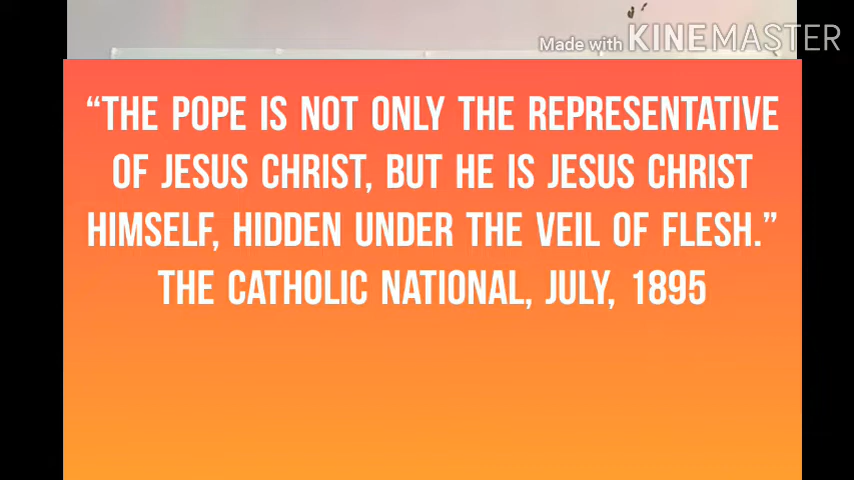 Made with KINEMASTER
“THE POPE IS NOT ONLY THE REPRESENTATIVE
OF JESUS CHRIST, BUT HE IS JESUS CHRIST
HIMSELF, HIDDEN UNDER THE VEIL OF FLESH.”
THE CATHOLIC NATIONAL, JULY, 1895